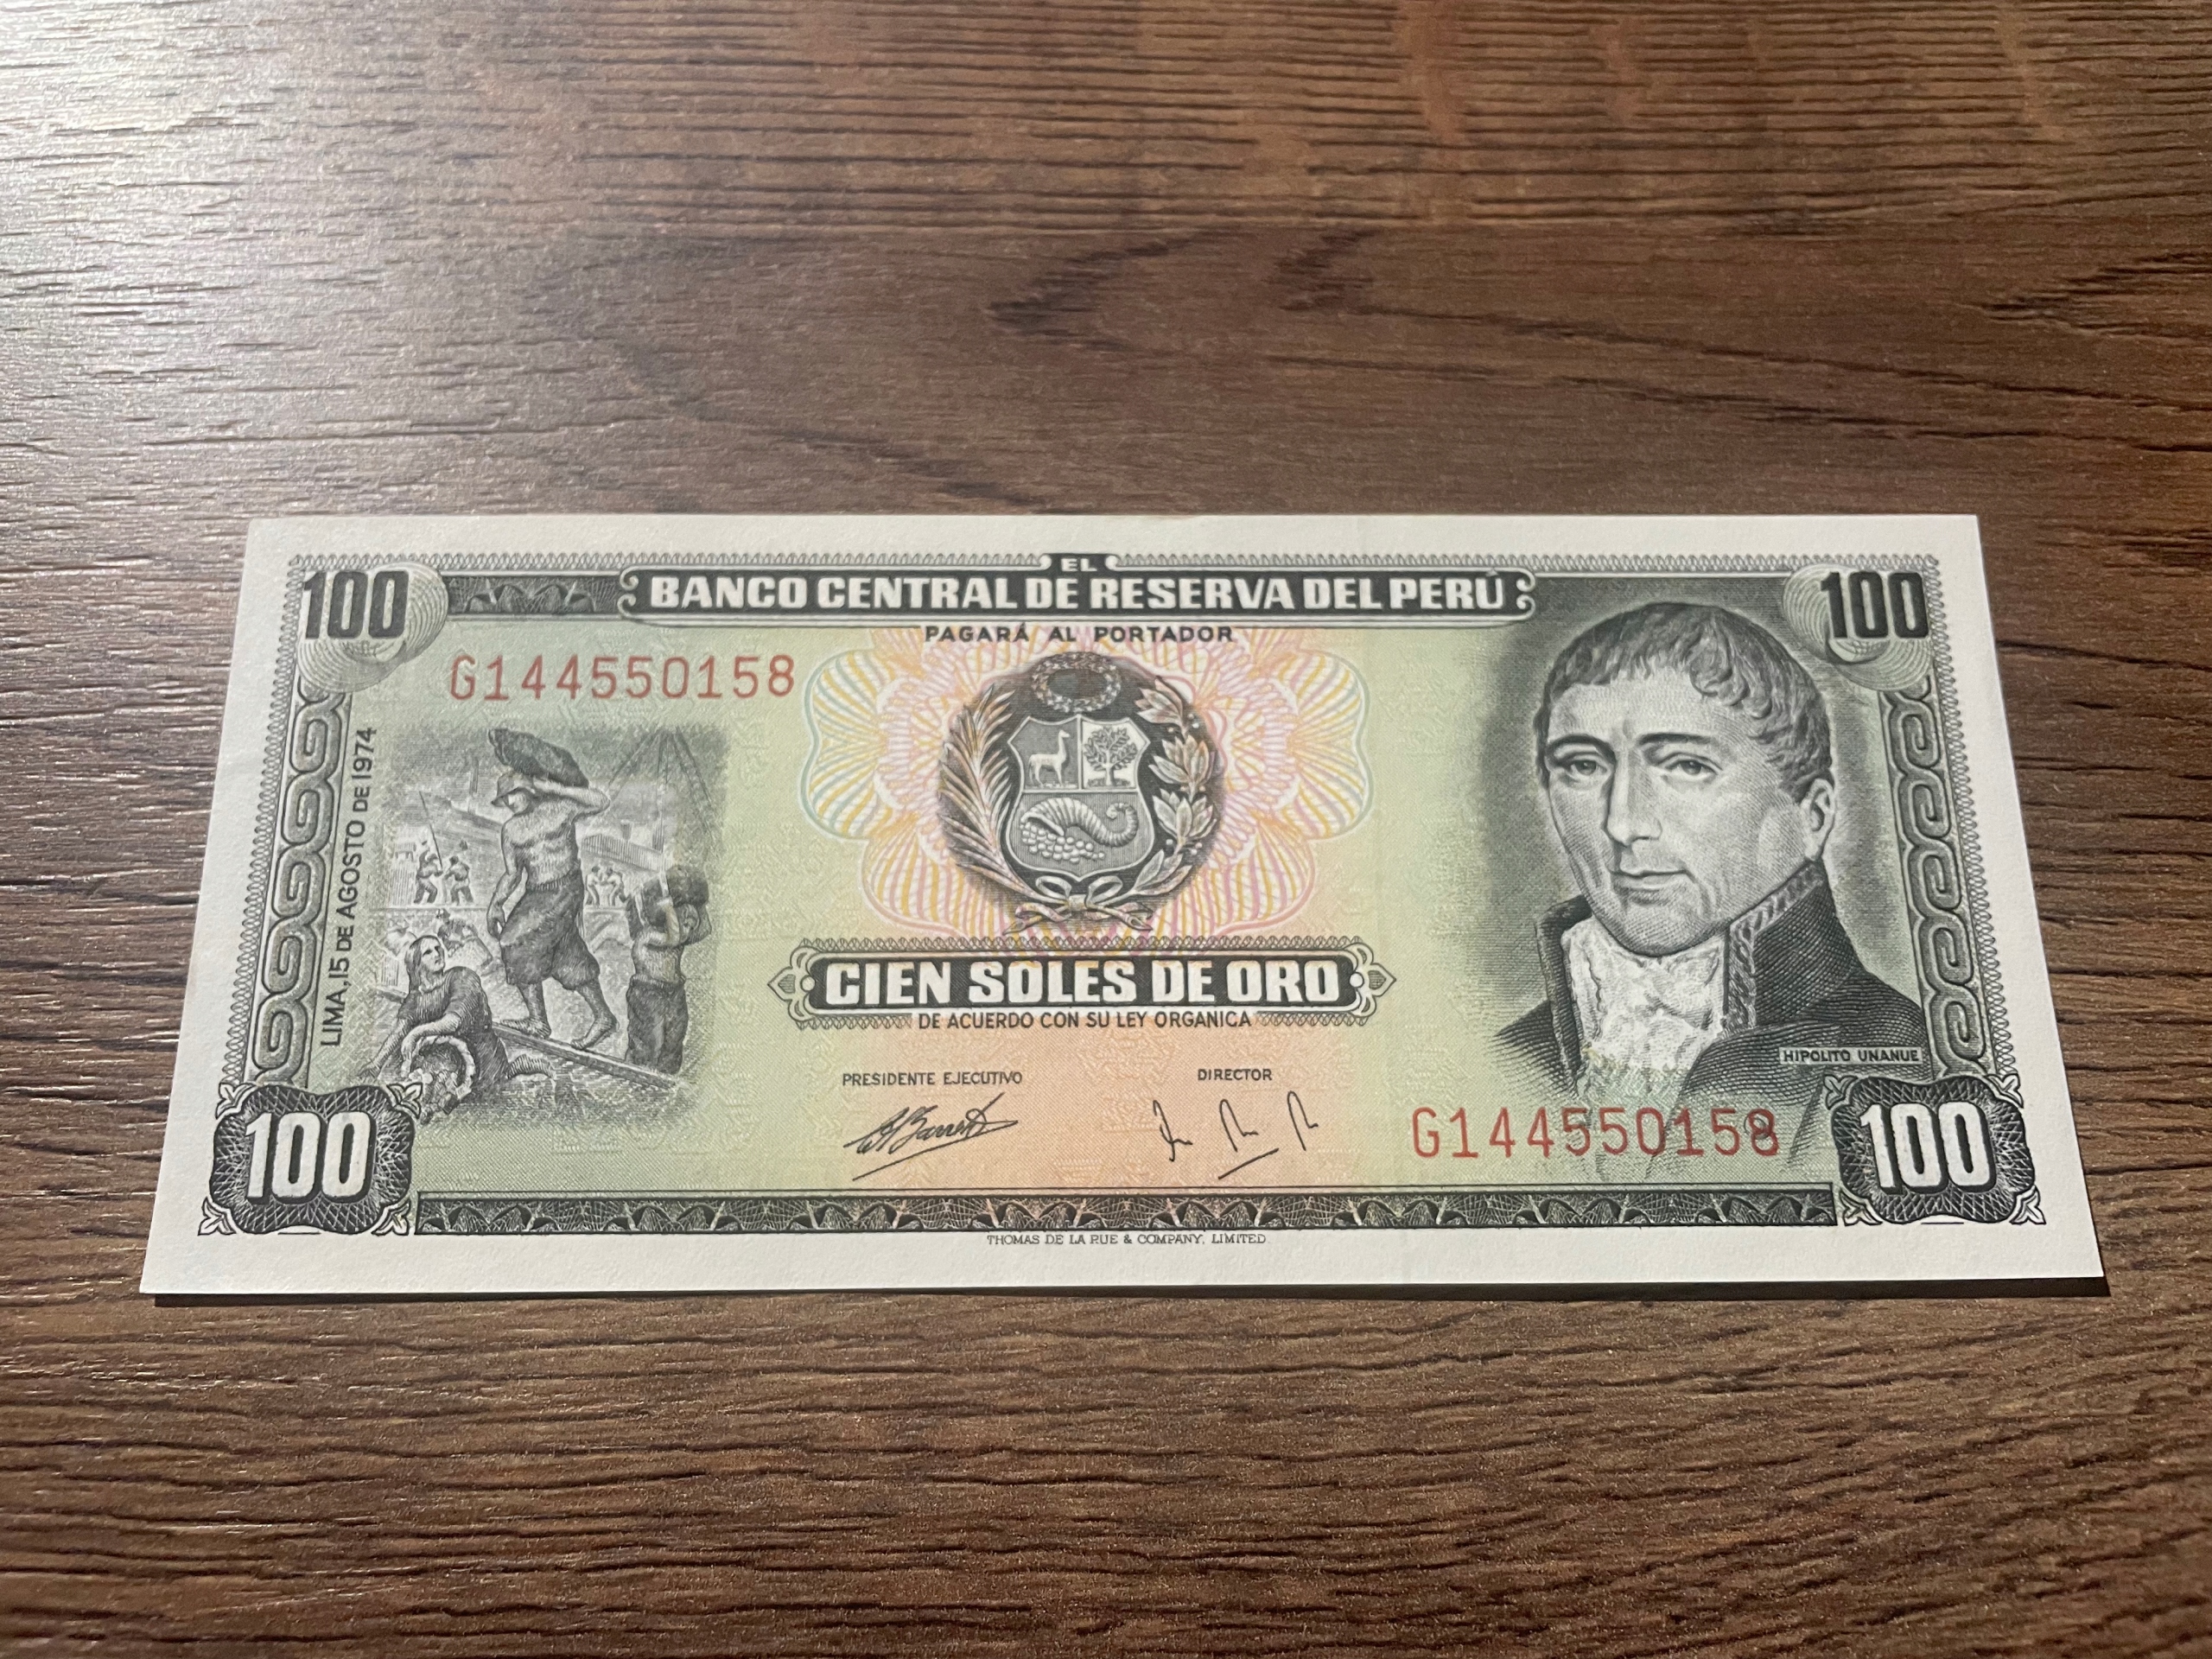 EL
BANCO CENTRAL DE RESERVA DEL PERÚ
PAGARÁ AL PORTADOR
100
100
G144550158
LIMA, 15 DE AGOSTO DE 1974
CIEN SOLES DE ORO
DE ACUERDO CON SU LEY ORGANICA
HIPOLITO UNANUE
PRESIDENTE EJECUTIVO
DIRECTOR
G144550158
100
100
THOMAS DE LA RUE & COMPANY, LIMITED.